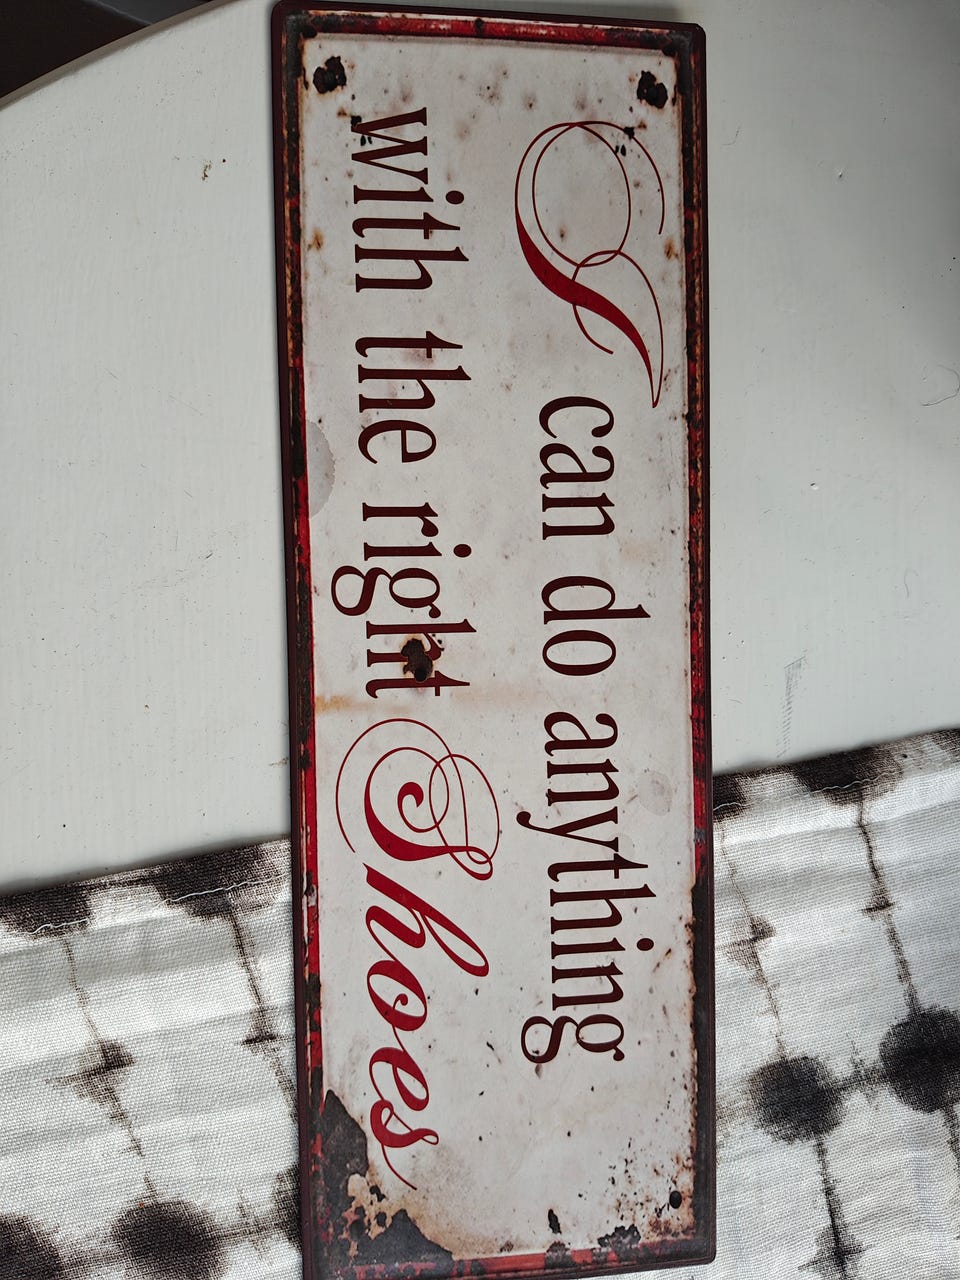 I can do anything
with the right Shoes